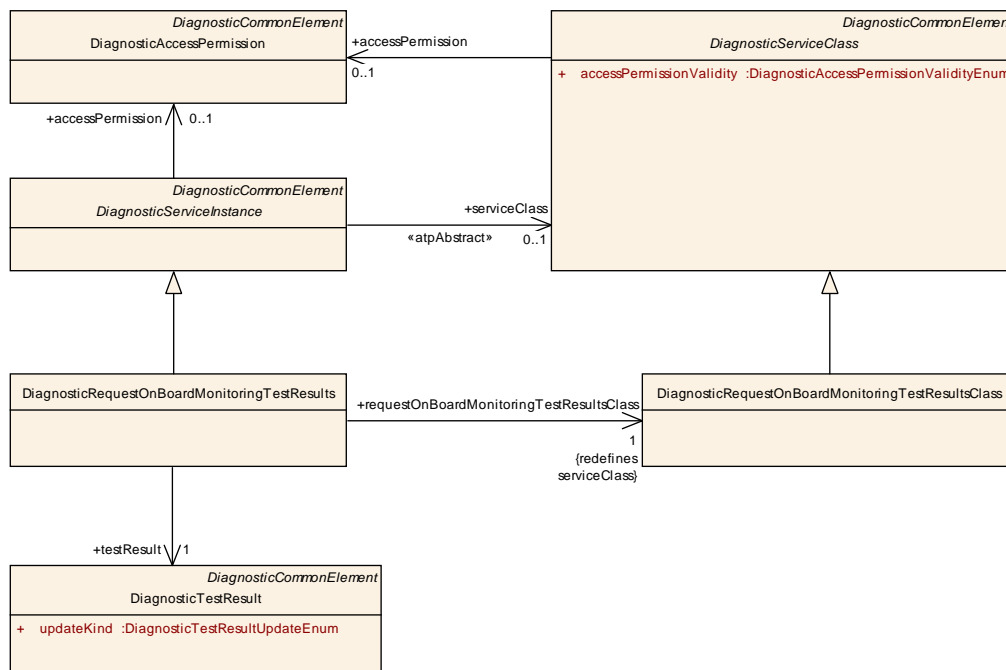 DiagnosticCommonElement
DiagnosticAccessPermission
DiagnosticCommonElement
DiagnosticServiceClass
+ accessPermissionValidity :DiagnosticAccessPermissionValidityEnum
+accessPermission
0..1
+accessPermission
0..1
DiagnosticCommonElement
DiagnosticServiceInstance
+serviceClass
«atpAbstract»
0..1
DiagnosticRequestOnBoardMonitoringTestResults
+requestOnBoardMonitoringTestResultsClass
1
{redefines
serviceClass}
DiagnosticRequestOnBoardMonitoringTestResultsClass
+testResult
1
DiagnosticCommonElement
DiagnosticTestResult
+ updateKind :DiagnosticTestResultUpdateEnum